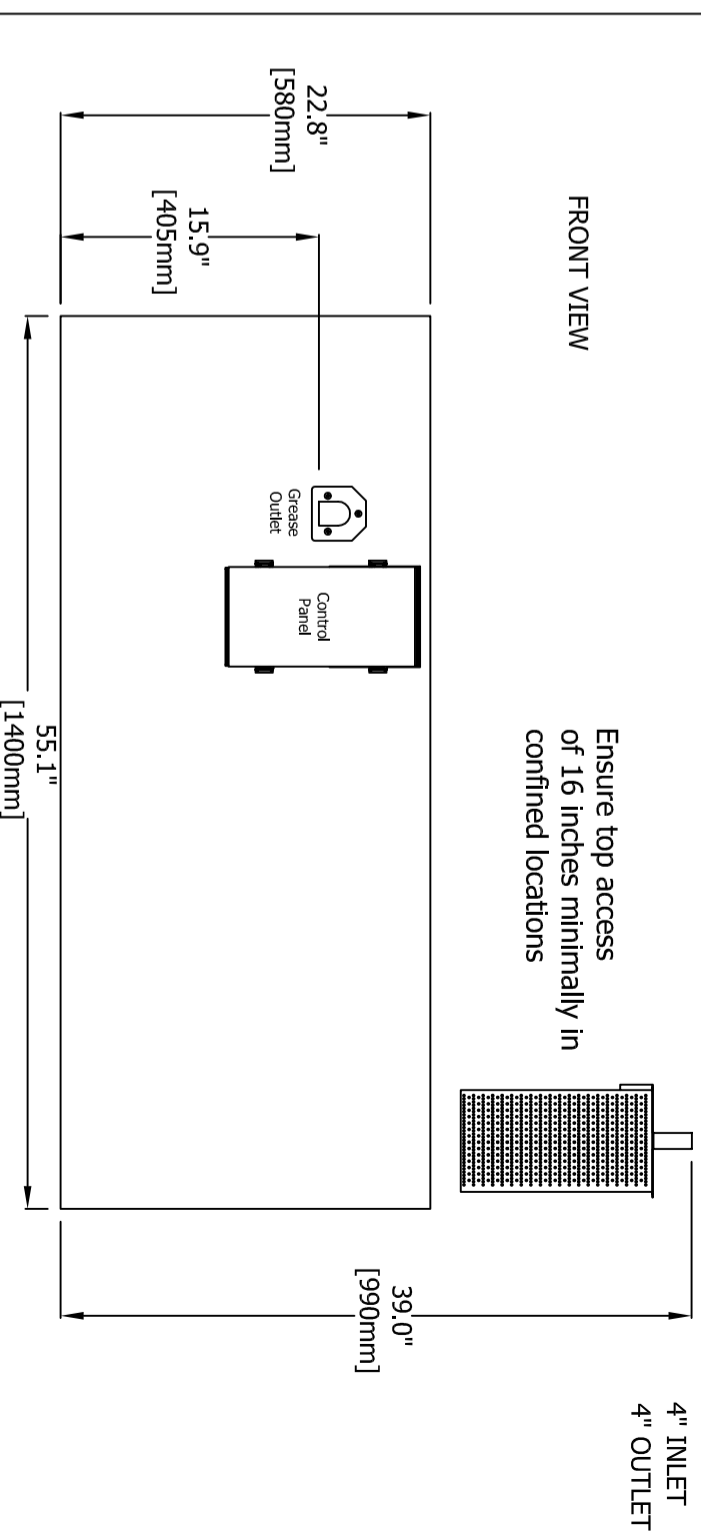 FRONT VIEW
Ensure top access
of 16 inches minimally in
confined locations
4" INLET
4" OUTLET
22.8"
[580mm]
15.9"
[405mm]
Grease
Outlet
Control
Panel
39.0"
[990mm]
55.1"
[1400mm]